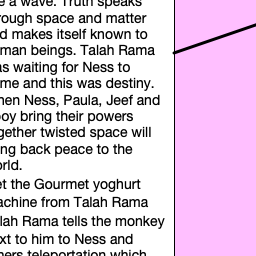 e a wave. Truth speaks
rough space and matter
d makes itself known to
man beings. Talah Rama
as waiting for Ness to
me and this was destiny.
hen Ness, Paula, Jeef and
oy bring their powers
gether twisted space will
ng back peace to the
rld.
et the Gourmet yoghurt
achine from Talah Rama
lah Rama tells the monkey
xt to him to Ness and
hers teleportation which